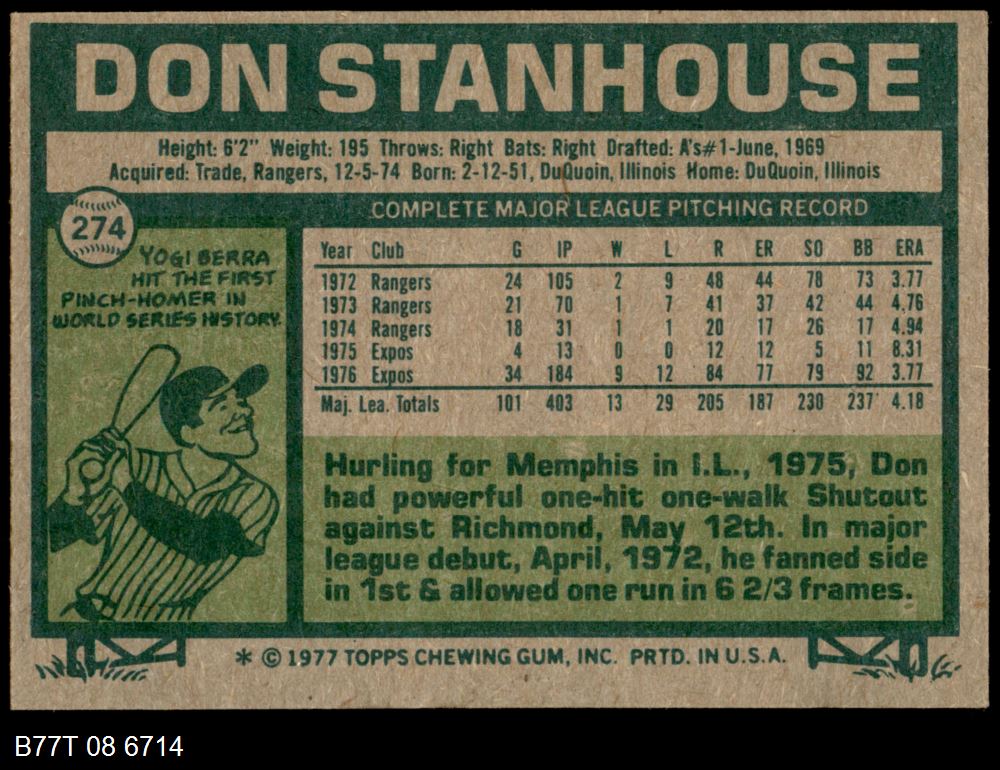 DON STANHOUSE
Height: 6'2" Weight: 195 Throws: Right Bats: Right Drafted: A's#1-June, 1969
Acquired: Trade, Rangers, 12-5-74 Born: 2-12-51, DuQuoin, Illinois Home: DuQuoin, Illinois
274
YOGI BERRA
HIT THE FIRST
PINCH-HOMER IN
WORLD SERIES HISTORY.
COMPLETE MAJOR LEAGUE PITCHING RECORD
Year Club G IP W L R ER SO BB ERA
1972 Rangers 24 105 2 9 48 44 78 73 3.77
1973 Rangers 21 70 1 7 41 37 42 44 4.76
1974 Rangers 18 31 1 1 20 17 26 17 4.94
1975 Expos 4 13 0 0 12 12 5 11 8.31
1976 Expos 34 184 9 12 84 77 79 92 3.77
Maj. Lea. Totals 101 403 13 29 205 187 230 237 4.18
Hurling for Memphis in I.L., 1975, Don
had powerful one-hit one-walk Shutout
against Richmond, May 12th. In major
league debut, April, 1972, he fanned side
in 1st & allowed one run in 6 2/3 frames.
* © 1977 TOPPS CHEWING GUM, INC. PRTD. IN U.S.A.
B77T 08 6714